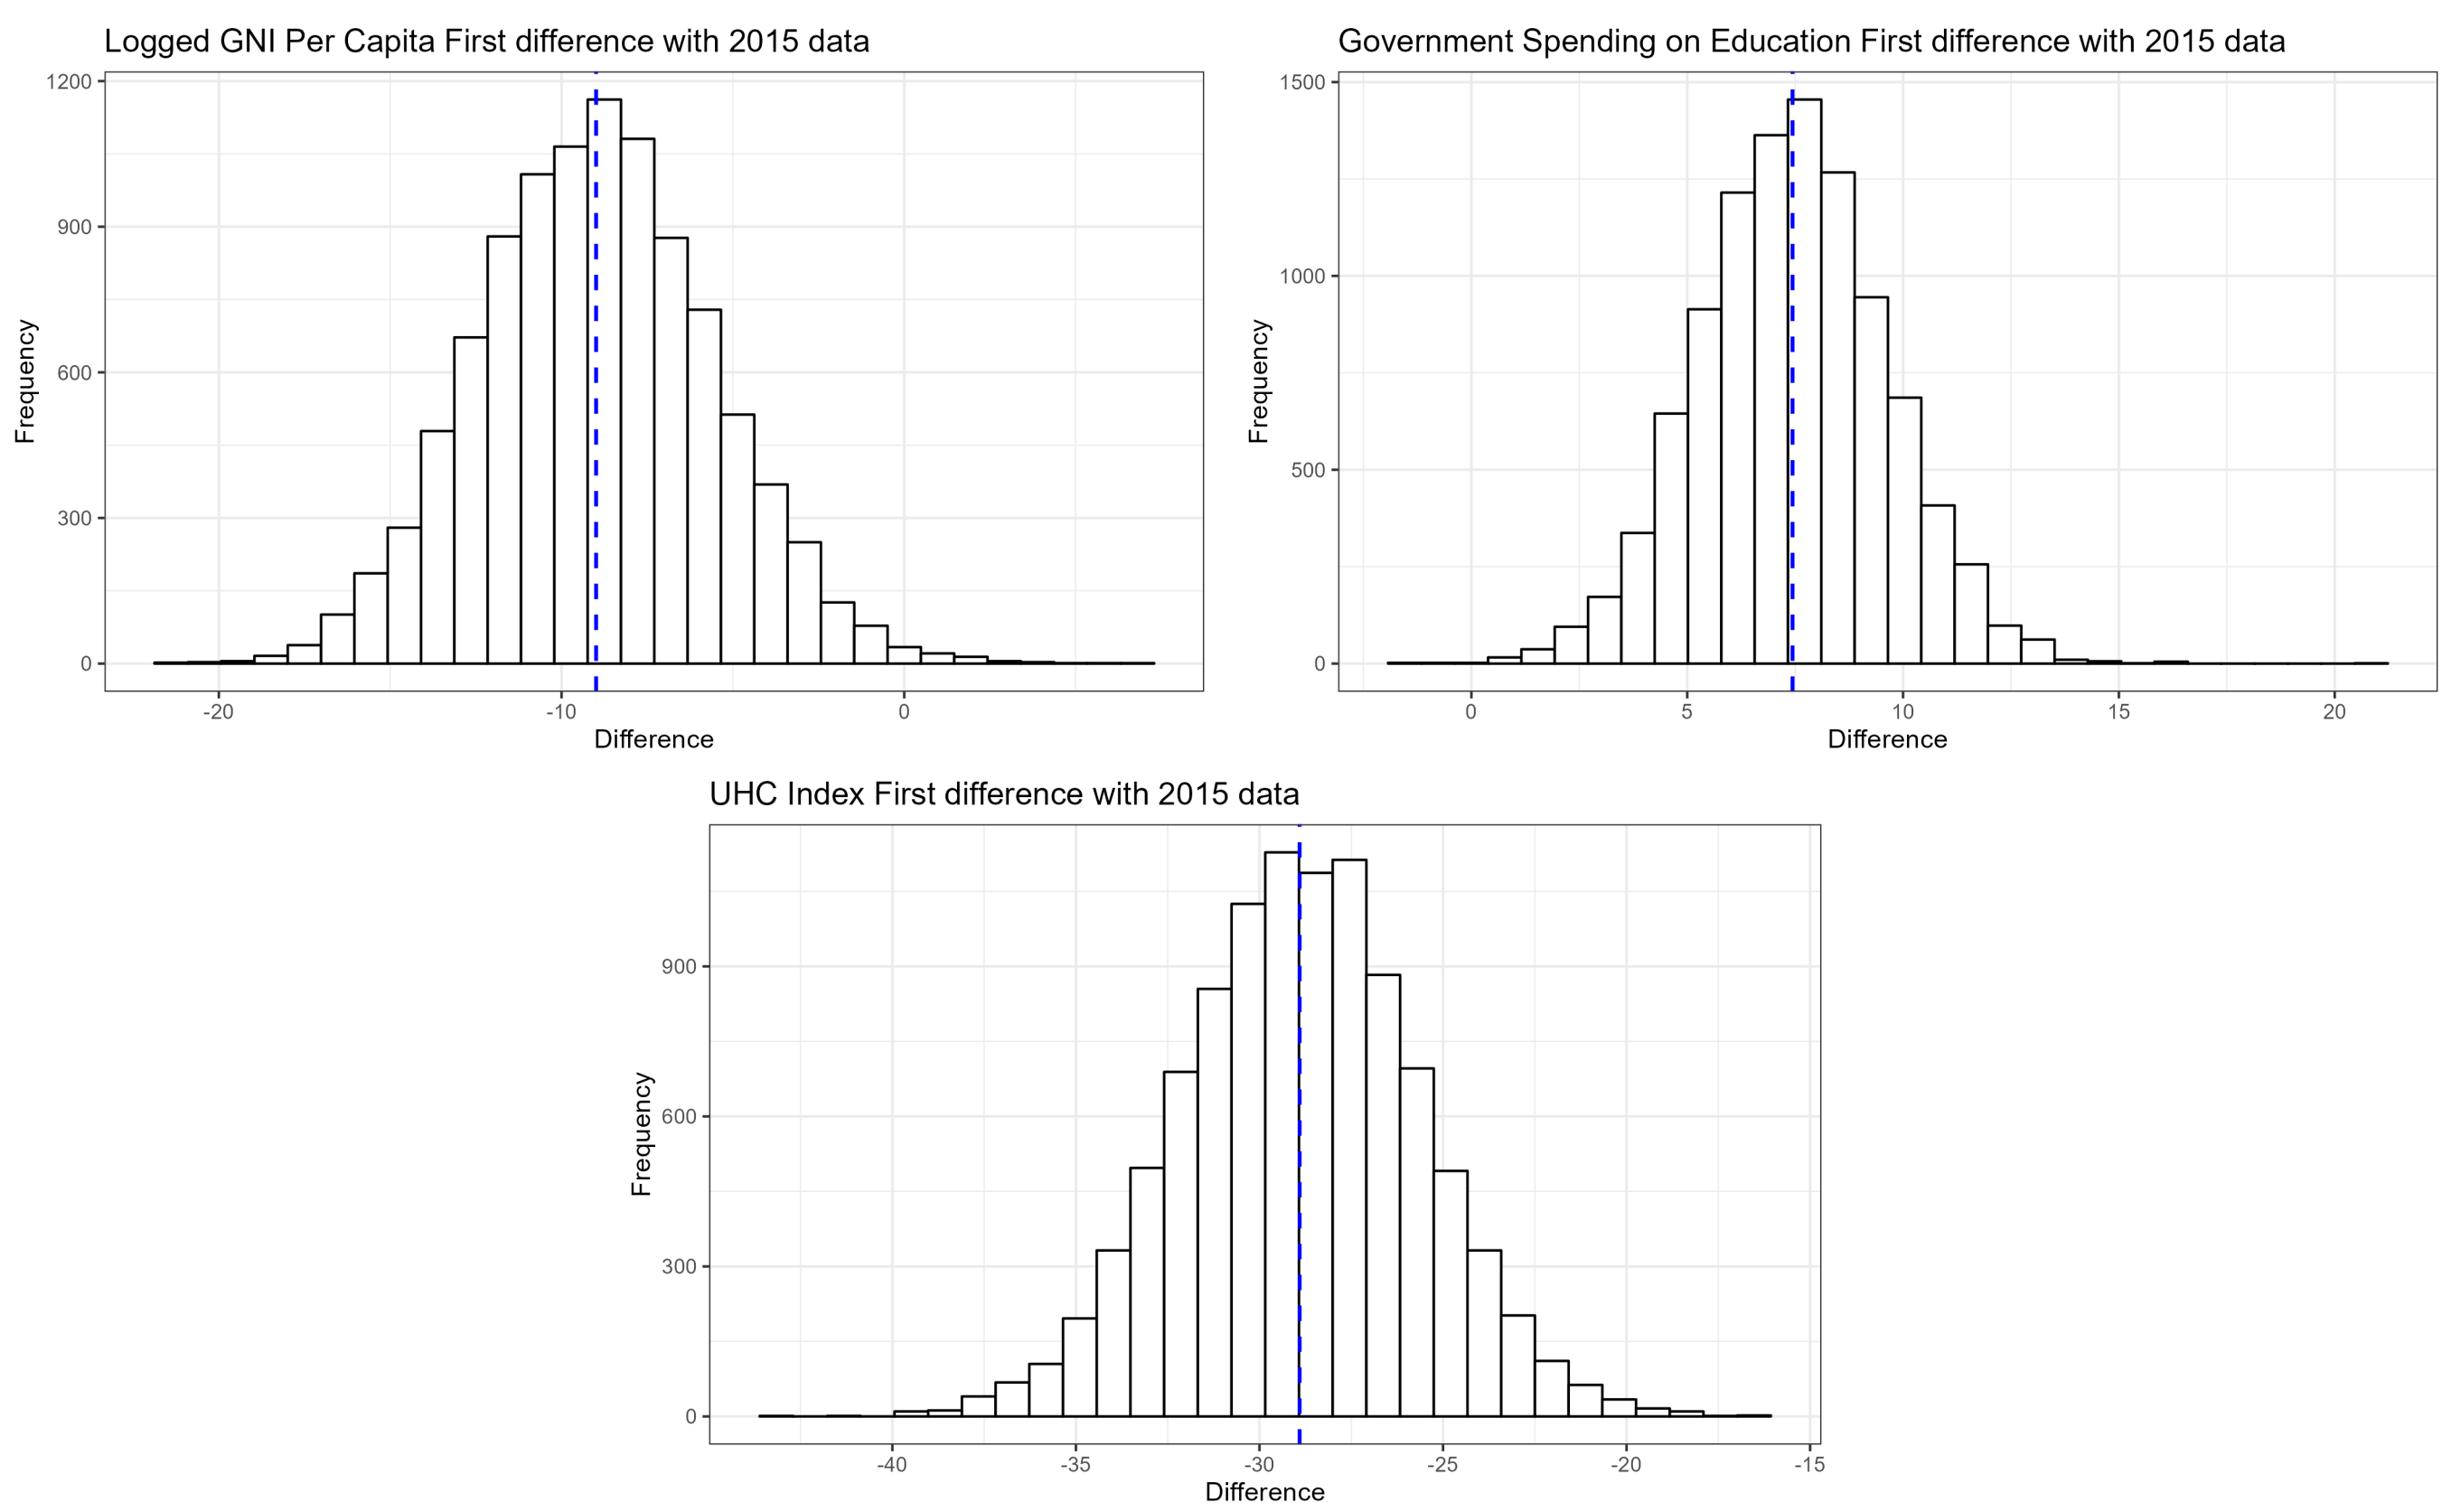 Logged GNI Per Capita First difference with 2015 data
1200
900
600
300
0
Frequency
-20 -10 0
Difference
Government Spending on Education First difference with 2015 data
1500
1000
500
0
Frequency
0 5 10 15 20
Difference
UHC Index First difference with 2015 data
900
600
300
0
Frequency
-40 -35 -30 -25 -20 -15
Difference